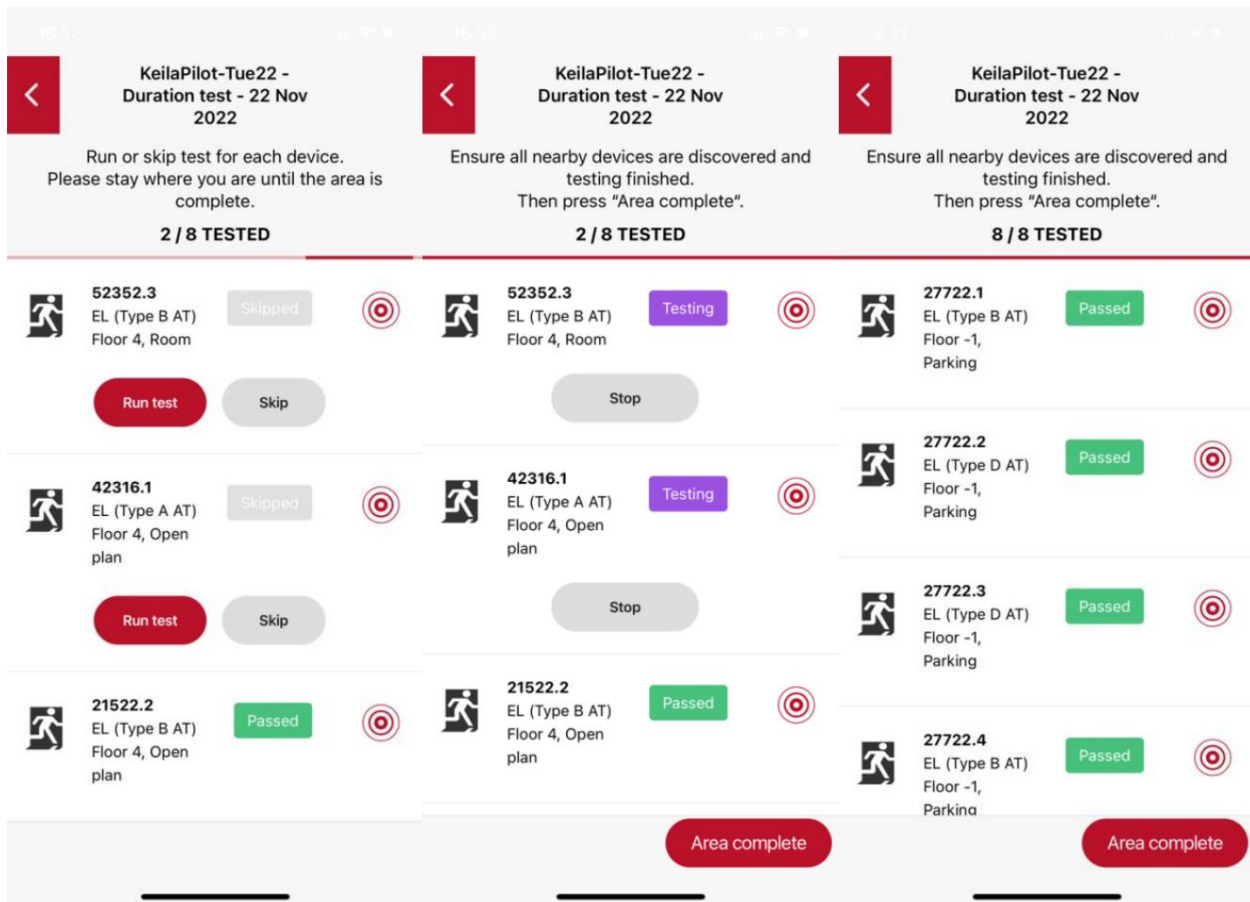 KeilaPilot-Tue22 -
Duration test - 22 Nov
2022
Run or skip test for each device.
Please stay where you are until the area is
complete.
2 / 8 TESTED
52352.3
EL (Type B AT)
Floor 4, Room
Skipped
Run test
Skip
42316.1
EL (Type A AT)
Floor 4, Open
plan
Skipped
Run test
Skip
21522.2
EL (Type B AT)
Floor 4, Open
plan
Passed
KeilaPilot-Tue22 -
Duration test - 22 Nov
2022
Ensure all nearby devices are discovered and
testing finished.
Then press “Area complete“.
2 / 8 TESTED
52352.3
EL (Type B AT)
Floor 4, Room
Testing
Stop
42316.1
EL (Type A AT)
Floor 4, Open
plan
Testing
Stop
21522.2
EL (Type B AT)
Floor 4, Open
plan
Passed
Area complete
KeilaPilot-Tue22 -
Duration test - 22 Nov
2022
Ensure all nearby devices are discovered and
testing finished.
Then press “Area complete“.
8 / 8 TESTED
27722.1
EL (Type B AT)
Floor -1,
Parking
Passed
27722.2
EL (Type D AT)
Floor -1,
Parking
Passed
27722.3
EL (Type D AT)
Floor -1,
Parking
Passed
27722.4
EL (Type B AT)
Floor -1,
Parking
Passed
Area complete